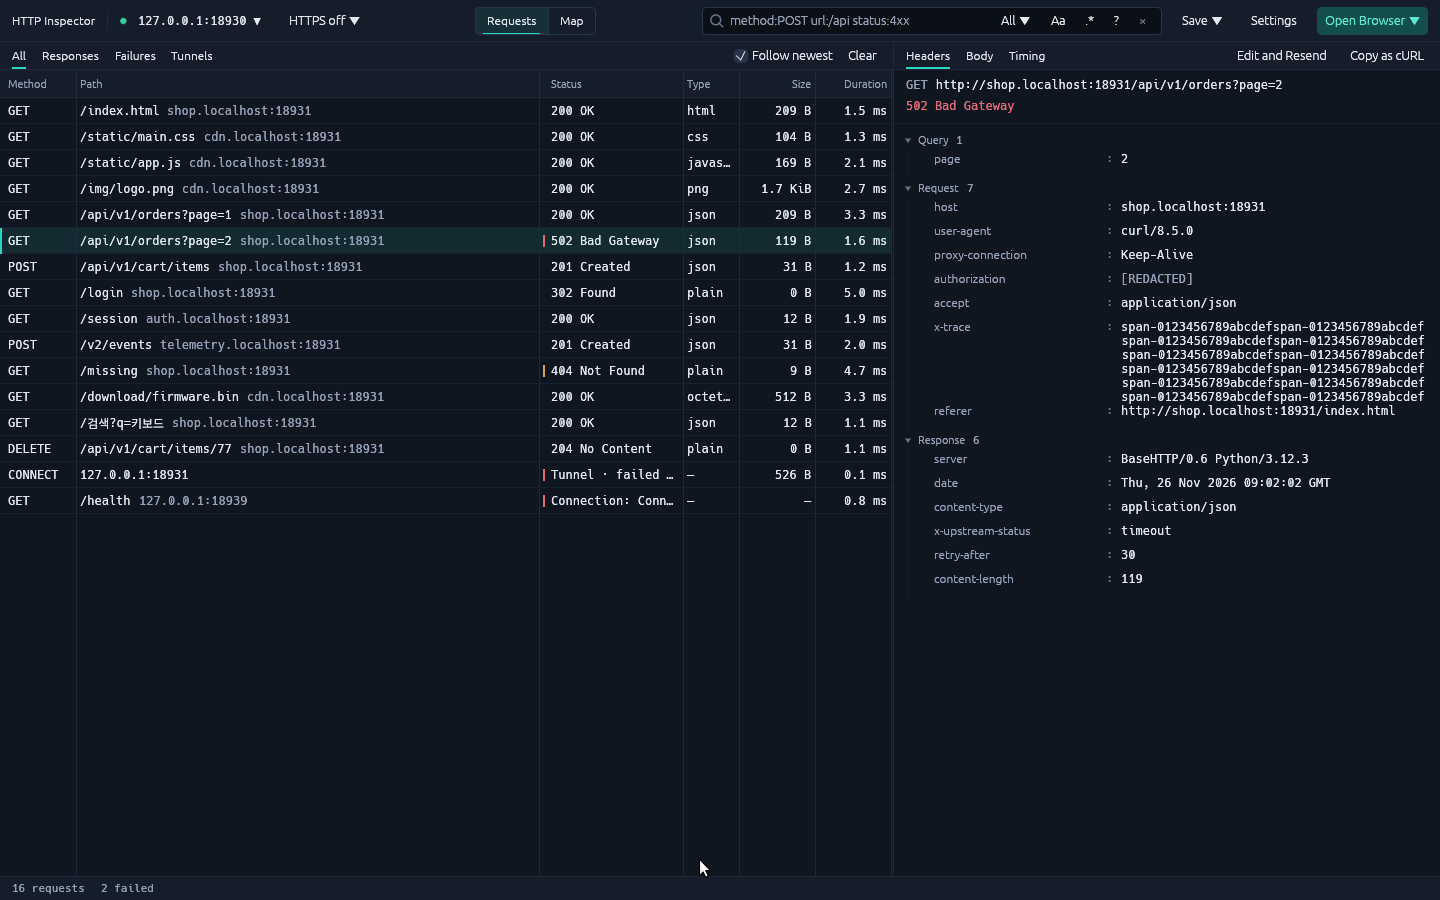 HTTP Inspector 127.0.0.1:18930 ▼ HTTPS off ▼ Requests Map method:POST url:/api status:4xx All ▼ Aa .* ? × Save ▼ Settings Open Browser ▼
All Responses Failures Tunnels Follow newest Clear
Method Path Status Type Size Duration
GET /index.html shop.localhost:18931 200 OK html 209 B 1.5 ms
GET /static/main.css cdn.localhost:18931 200 OK css 104 B 1.3 ms
GET /static/app.js cdn.localhost:18931 200 OK javas… 169 B 2.1 ms
GET /img/logo.png cdn.localhost:18931 200 OK png 1.7 KiB 2.7 ms
GET /api/v1/orders?page=1 shop.localhost:18931 200 OK json 209 B 3.3 ms
GET /api/v1/orders?page=2 shop.localhost:18931 502 Bad Gateway json 119 B 1.6 ms
POST /api/v1/cart/items shop.localhost:18931 201 Created json 31 B 1.2 ms
GET /login shop.localhost:18931 302 Found plain 0 B 5.0 ms
GET /session auth.localhost:18931 200 OK json 12 B 1.9 ms
POST /v2/events telemetry.localhost:18931 201 Created json 31 B 2.0 ms
GET /missing shop.localhost:18931 404 Not Found plain 9 B 4.7 ms
GET /download/firmware.bin cdn.localhost:18931 200 OK octet… 512 B 3.3 ms
GET /검색?q=키보드 shop.localhost:18931 200 OK json 12 B 1.1 ms
DELETE /api/v1/cart/items/77 shop.localhost:18931 204 No Content plain 0 B 1.1 ms
CONNECT 127.0.0.1:18931 Tunnel · failed … — 526 B 0.1 ms
GET /health 127.0.0.1:18939 Connection: Conn… — — 0.8 ms
16 requests 2 failed
Headers Body Timing Edit and Resend Copy as cURL
GET http://shop.localhost:18931/api/v1/orders?page=2
502 Bad Gateway
Query 1
page : 2
Request 7
host : shop.localhost:18931
user-agent : curl/8.5.0
proxy-connection : Keep-Alive
authorization : [REDACTED]
accept : application/json
x-trace : span-0123456789abcdefspan-0123456789abcdef
span-0123456789abcdefspan-0123456789abcdef
span-0123456789abcdefspan-0123456789abcdef
span-0123456789abcdefspan-0123456789abcdef
span-0123456789abcdefspan-0123456789abcdef
span-0123456789abcdefspan-0123456789abcdef
referer : http://shop.localhost:18931/index.html
Response 6
server : BaseHTTP/0.6 Python/3.12.3
date : Thu, 26 Nov 2026 09:02:02 GMT
content-type : application/json
x-upstream-status : timeout
retry-after : 30
content-length : 119